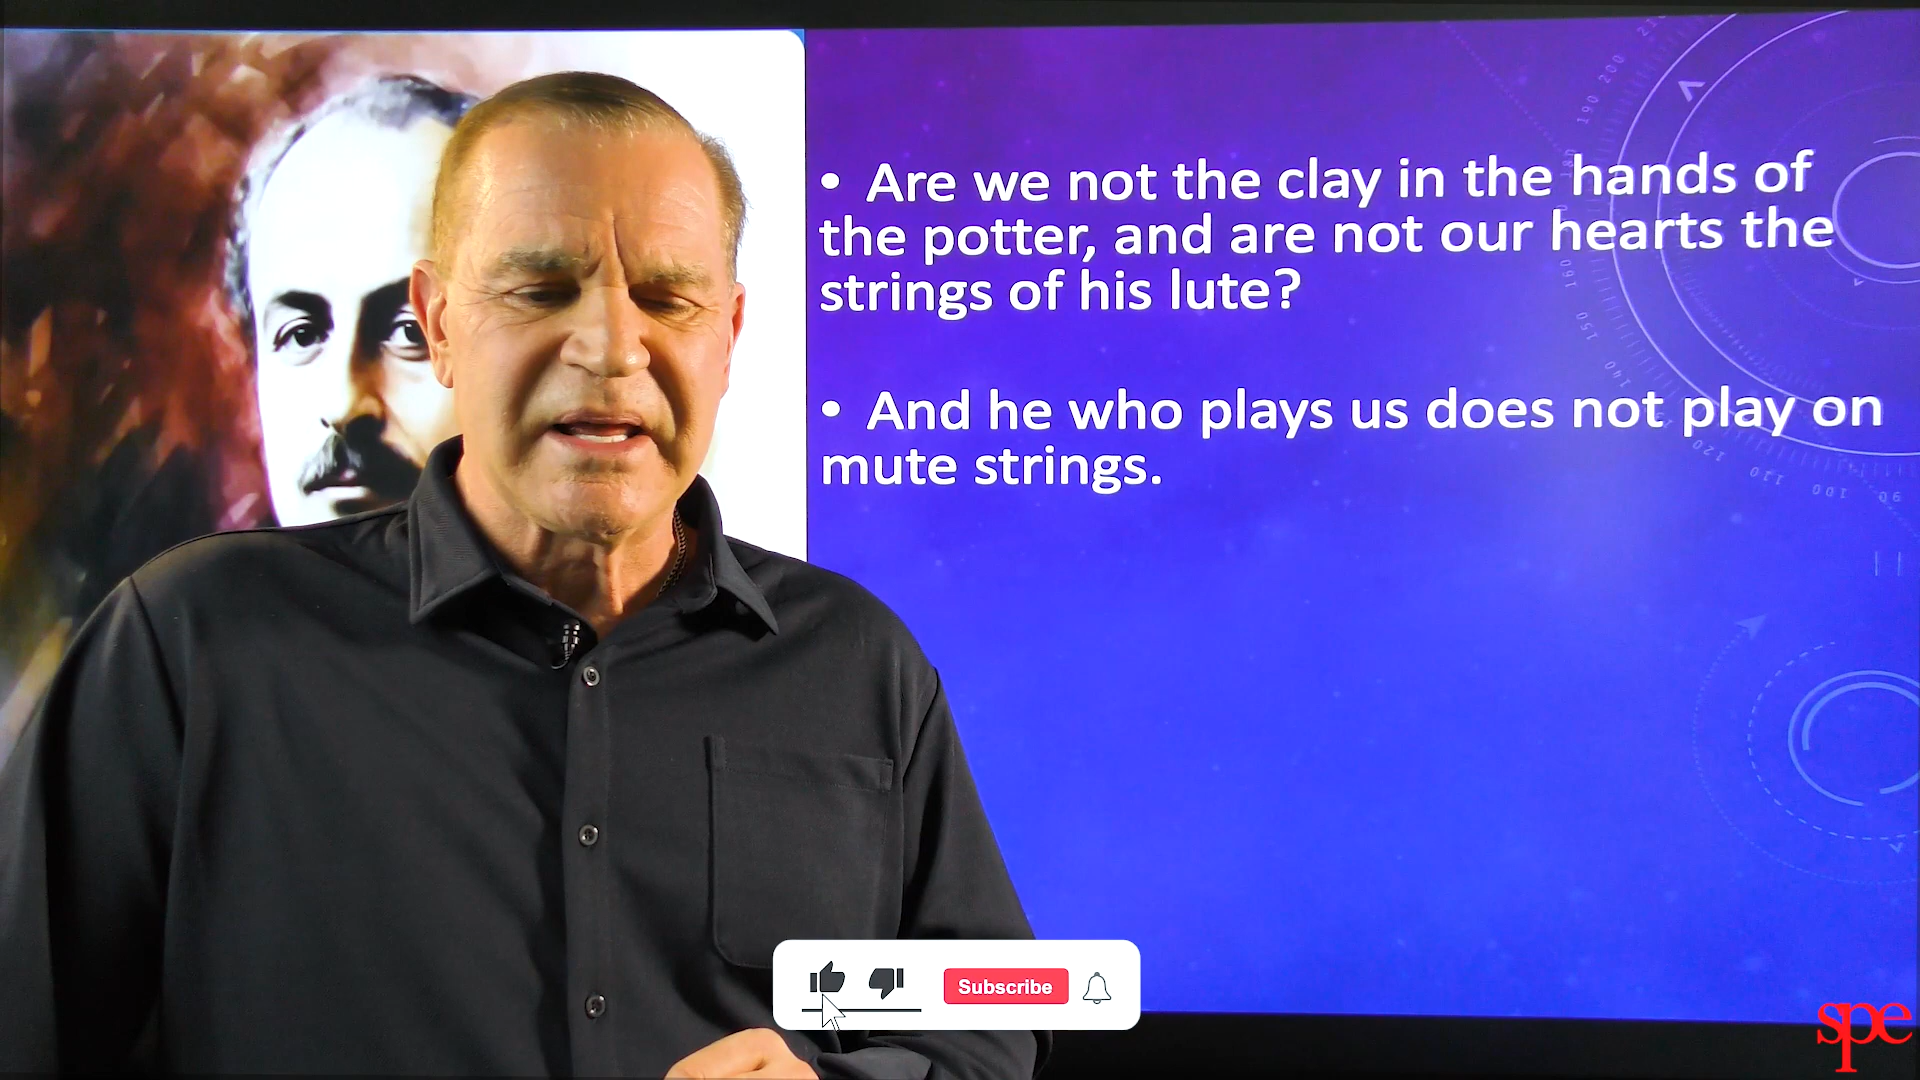 • Are we not the clay in the hands of
the potter, and are not our hearts the
strings of his lute?
• And he who plays us does not play on
mute strings.
Subscribe
spe